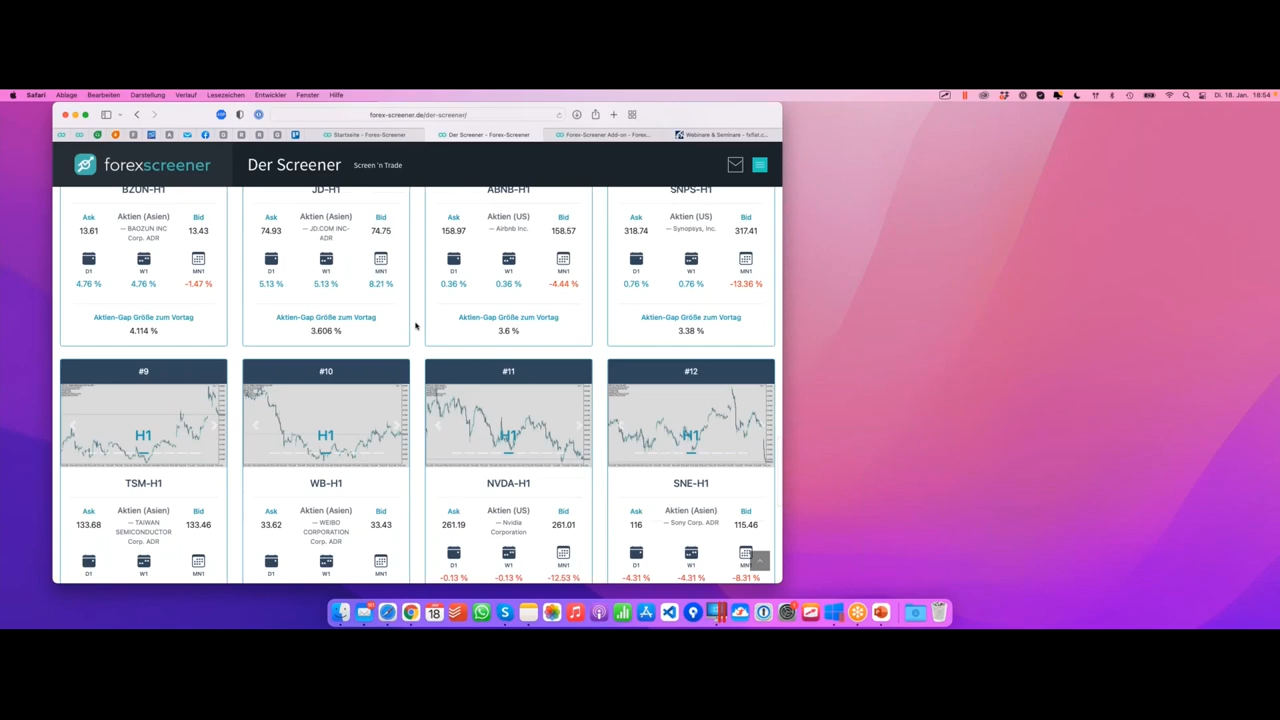 Safari Ablage Bearbeiten Darstellung Verlauf Lesezeichen Entwickler Fenster Hilfe
Di. 18. Jan. 18:54
forex-screener.de/der-screener/
Startseite – Forex-Screener
Der Screener – Forex-Screener
Forex-Screener Add-on – Forex...
Webinare & Seminare - fxflat.c...
forexscreener
Der Screener Screen 'n Trade
BZUN-H1
Ask Aktien (Asien) Bid
13.61 — BAOZUN INC Corp. ADR 13.43
D1 W1 MN1
4.76 % 4.76 % -1.47 %
Aktien-Gap Größe zum Vortag
4.114 %
JD-H1
Ask Aktien (Asien) Bid
74.93 — JD.COM INC-ADR 74.75
D1 W1 MN1
5.13 % 5.13 % 8.21 %
Aktien-Gap Größe zum Vortag
3.606 %
ABNB-H1
Ask Aktien (US) Bid
158.97 — Airbnb Inc. 158.57
D1 W1 MN1
0.36 % 0.36 % -4.44 %
Aktien-Gap Größe zum Vortag
3.6 %
SNPS-H1
Ask Aktien (US) Bid
318.74 — Synopsys, Inc. 317.41
D1 W1 MN1
0.76 % 0.76 % -13.36 %
Aktien-Gap Größe zum Vortag
3.38 %
#9
H1
TSM-H1
Ask Aktien (Asien) Bid
133.68 — TAIWAN SEMICONDUCTOR Corp. ADR 133.46
D1 W1 MN1
#10
H1
WB-H1
Ask Aktien (Asien) Bid
33.62 — WEIBO CORPORATION Corp. ADR 33.43
D1 W1 MN1
#11
H1
NVDA-H1
Ask Aktien (US) Bid
261.19 — Nvidia Corporation 261.01
D1 W1 MN1
-0.13 % -0.13 % -12.53 %
#12
H1
SNE-H1
Ask Aktien (Asien) Bid
116 — Sony Corp. ADR 115.46
D1 W1 MN1
-4.31 % -4.31 % -8.31 %
18